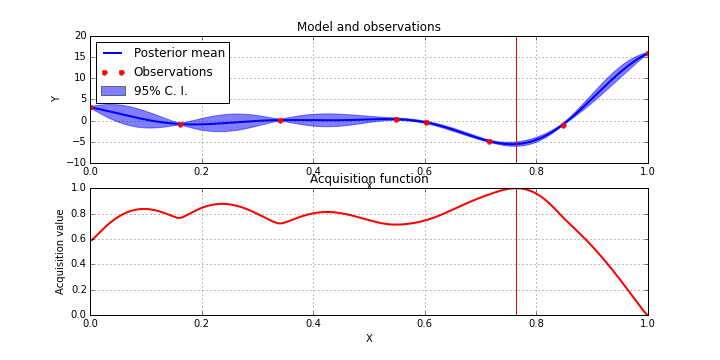 Model and observations
20
15
10
5
0
−5
−10
Y
Posterior mean
Observations
95% C. I.
0.0 0.2 0.4 0.6 0.8 1.0
X
Acquisition function
1.0
0.8
0.6
0.4
0.2
0.0
Acquisition value
0.0 0.2 0.4 0.6 0.8 1.0
X